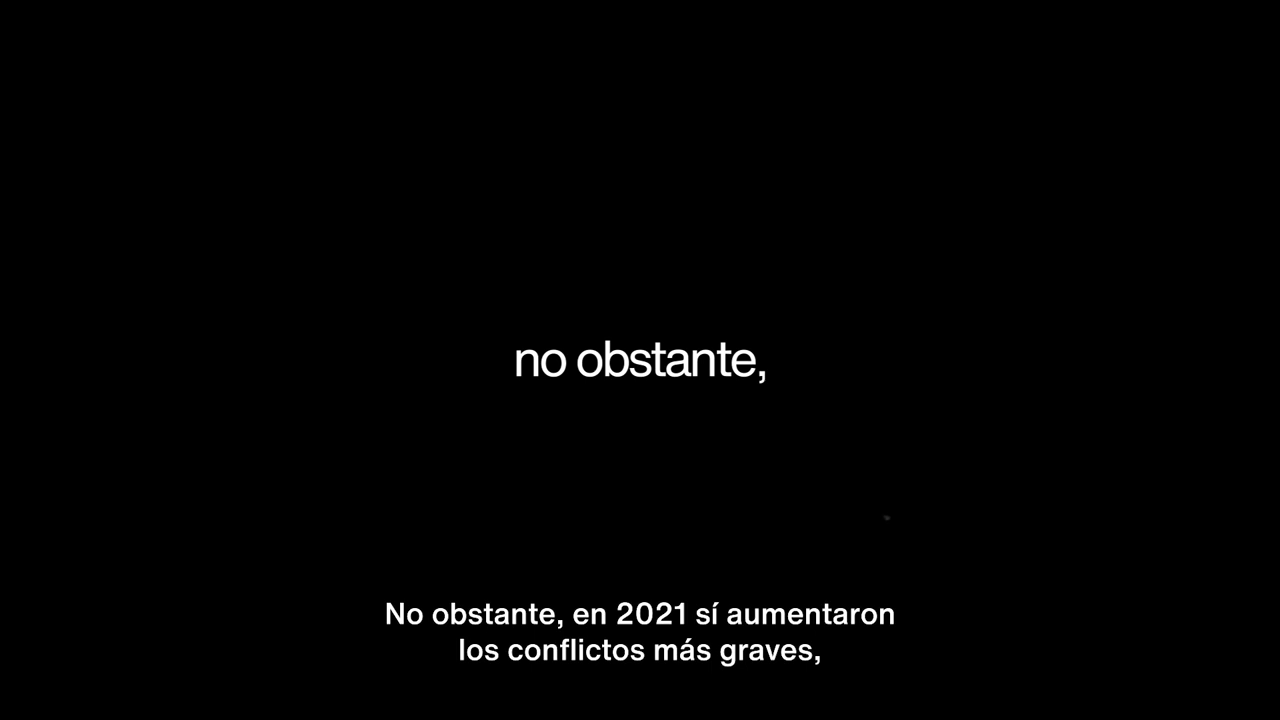 no obstante,
No obstante, en 2021 sí aumentaron
los conflictos más graves,